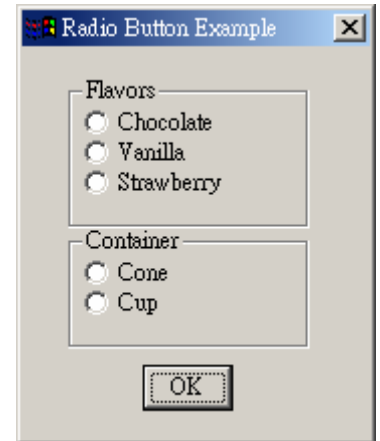 Radio Button Example
Flavors
Chocolate
Vanilla
Strawberry
Container
Cone
Cup
OK